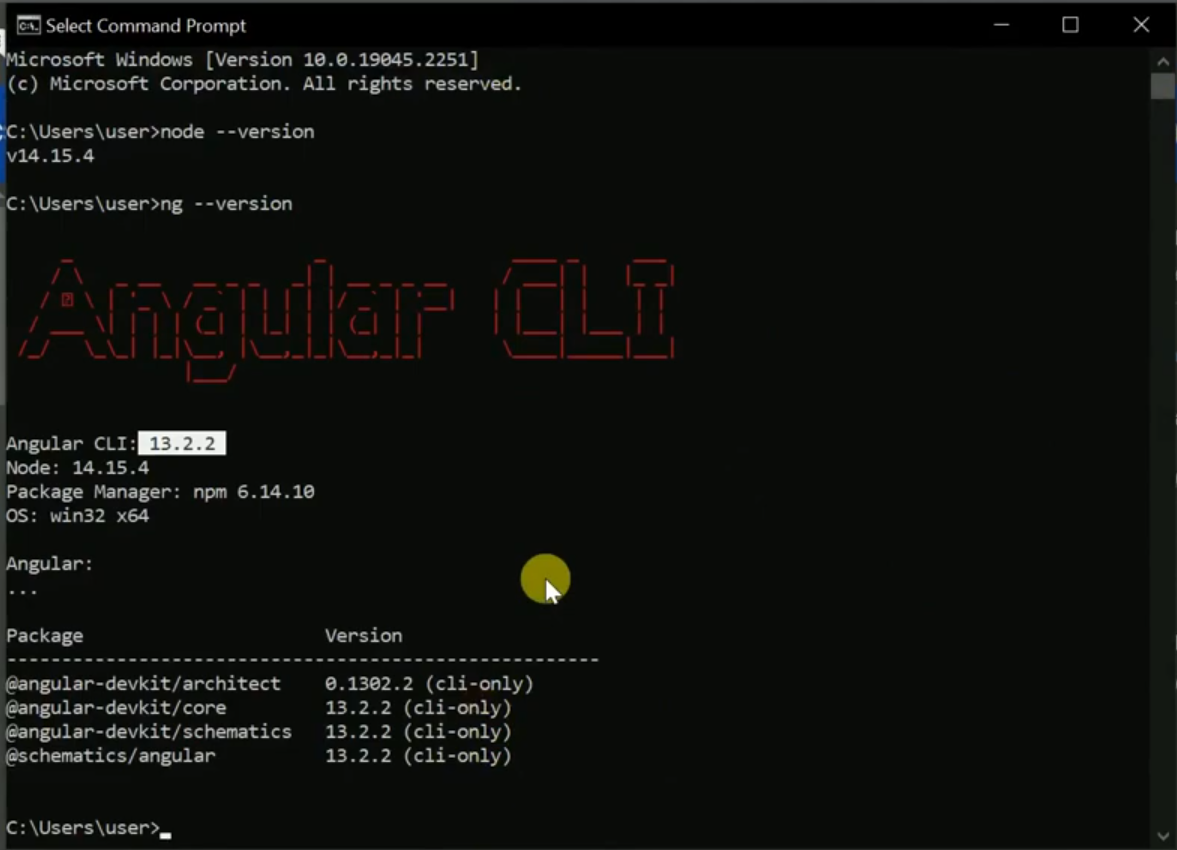 Select Command Prompt
Microsoft Windows [Version 10.0.19045.2251]
(c) Microsoft Corporation. All rights reserved.
C:\Users\user>node --version
v14.15.4
C:\Users\user>ng --version
Angular CLI
Angular CLI: 13.2.2
Node: 14.15.4
Package Manager: npm 6.14.10
OS: win32 x64
Angular:
...
Package Version
------------------------------------------------------
@angular-devkit/architect 0.1302.2 (cli-only)
@angular-devkit/core 13.2.2 (cli-only)
@angular-devkit/schematics 13.2.2 (cli-only)
@schematics/angular 13.2.2 (cli-only)
C:\Users\user>